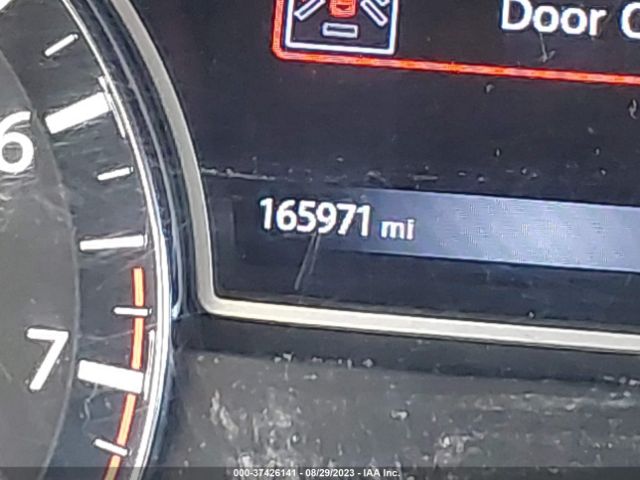 Door
6
165971 mi
7
000-37426141 - 08/29/2023 - IAA Inc.